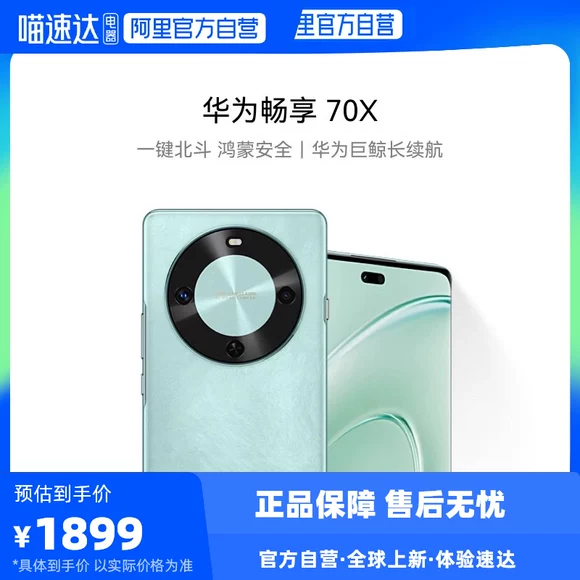 喵速达电器 阿里官方自营 里官方自营
华为畅享 70X
一键北斗 鸿蒙安全 | 华为巨鲸长续航
预估到手价
¥1899
*具体到手价 以实际价格为准
正品保障 售后无忧
官方自营·全球上新·体验速达